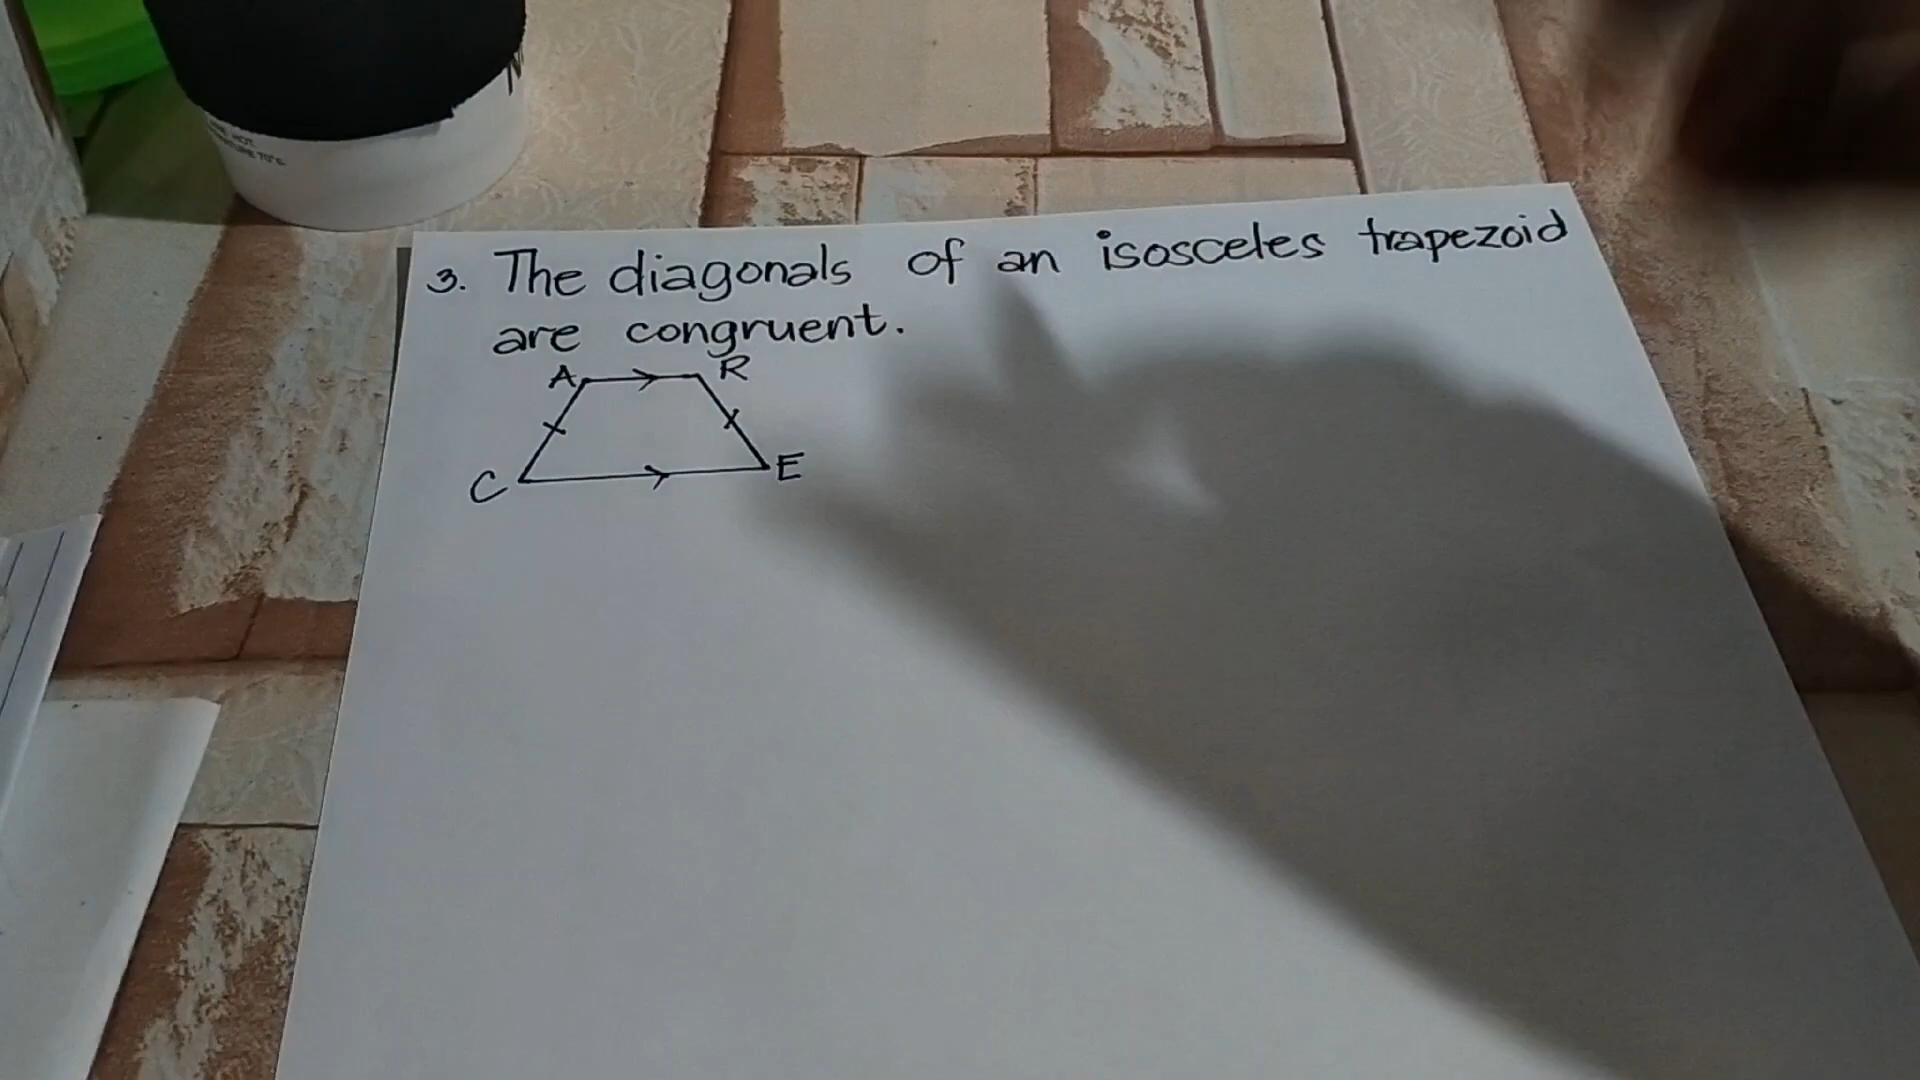 3. The diagonals of an isosceles trapezoid
are congruent.
A R
C E